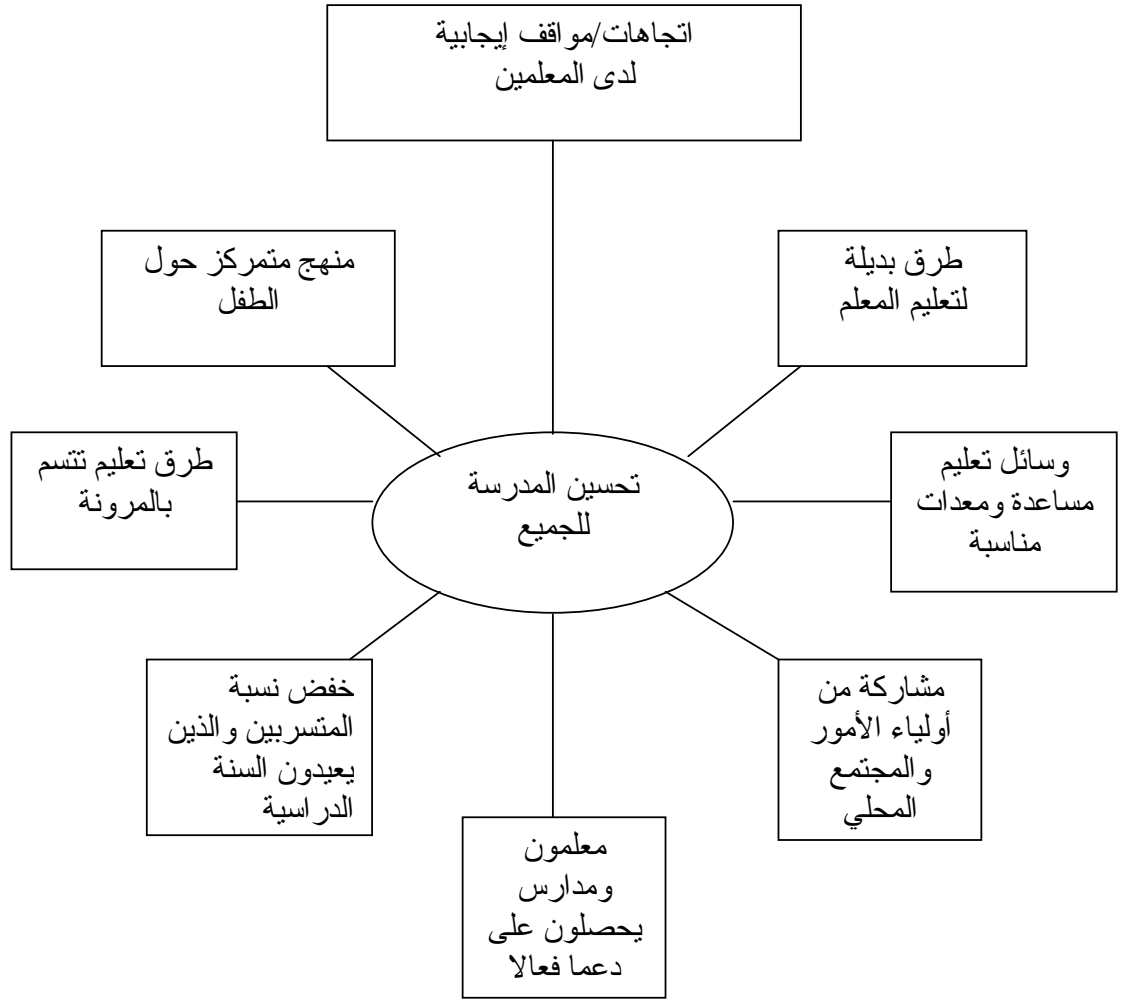 اتجاهات/مواقف إيجابية
لدى المعلمين
طرق بديلة
لتعليم المعلم
منهج متمركز حول
الطفل
وسائل تعليم
مساعدة ومعدات
مناسبة
تحسين المدرسة
للجميع
طرق تعليم تتسم
بالمرونة
مشاركة من
أولياء الأمور
والمجتمع
المحلي
خفض نسبة
المتسربين والذين
يعيدون السنة
الدراسية
معلمون
ومدارس
يحصلون على
دعما فعالا